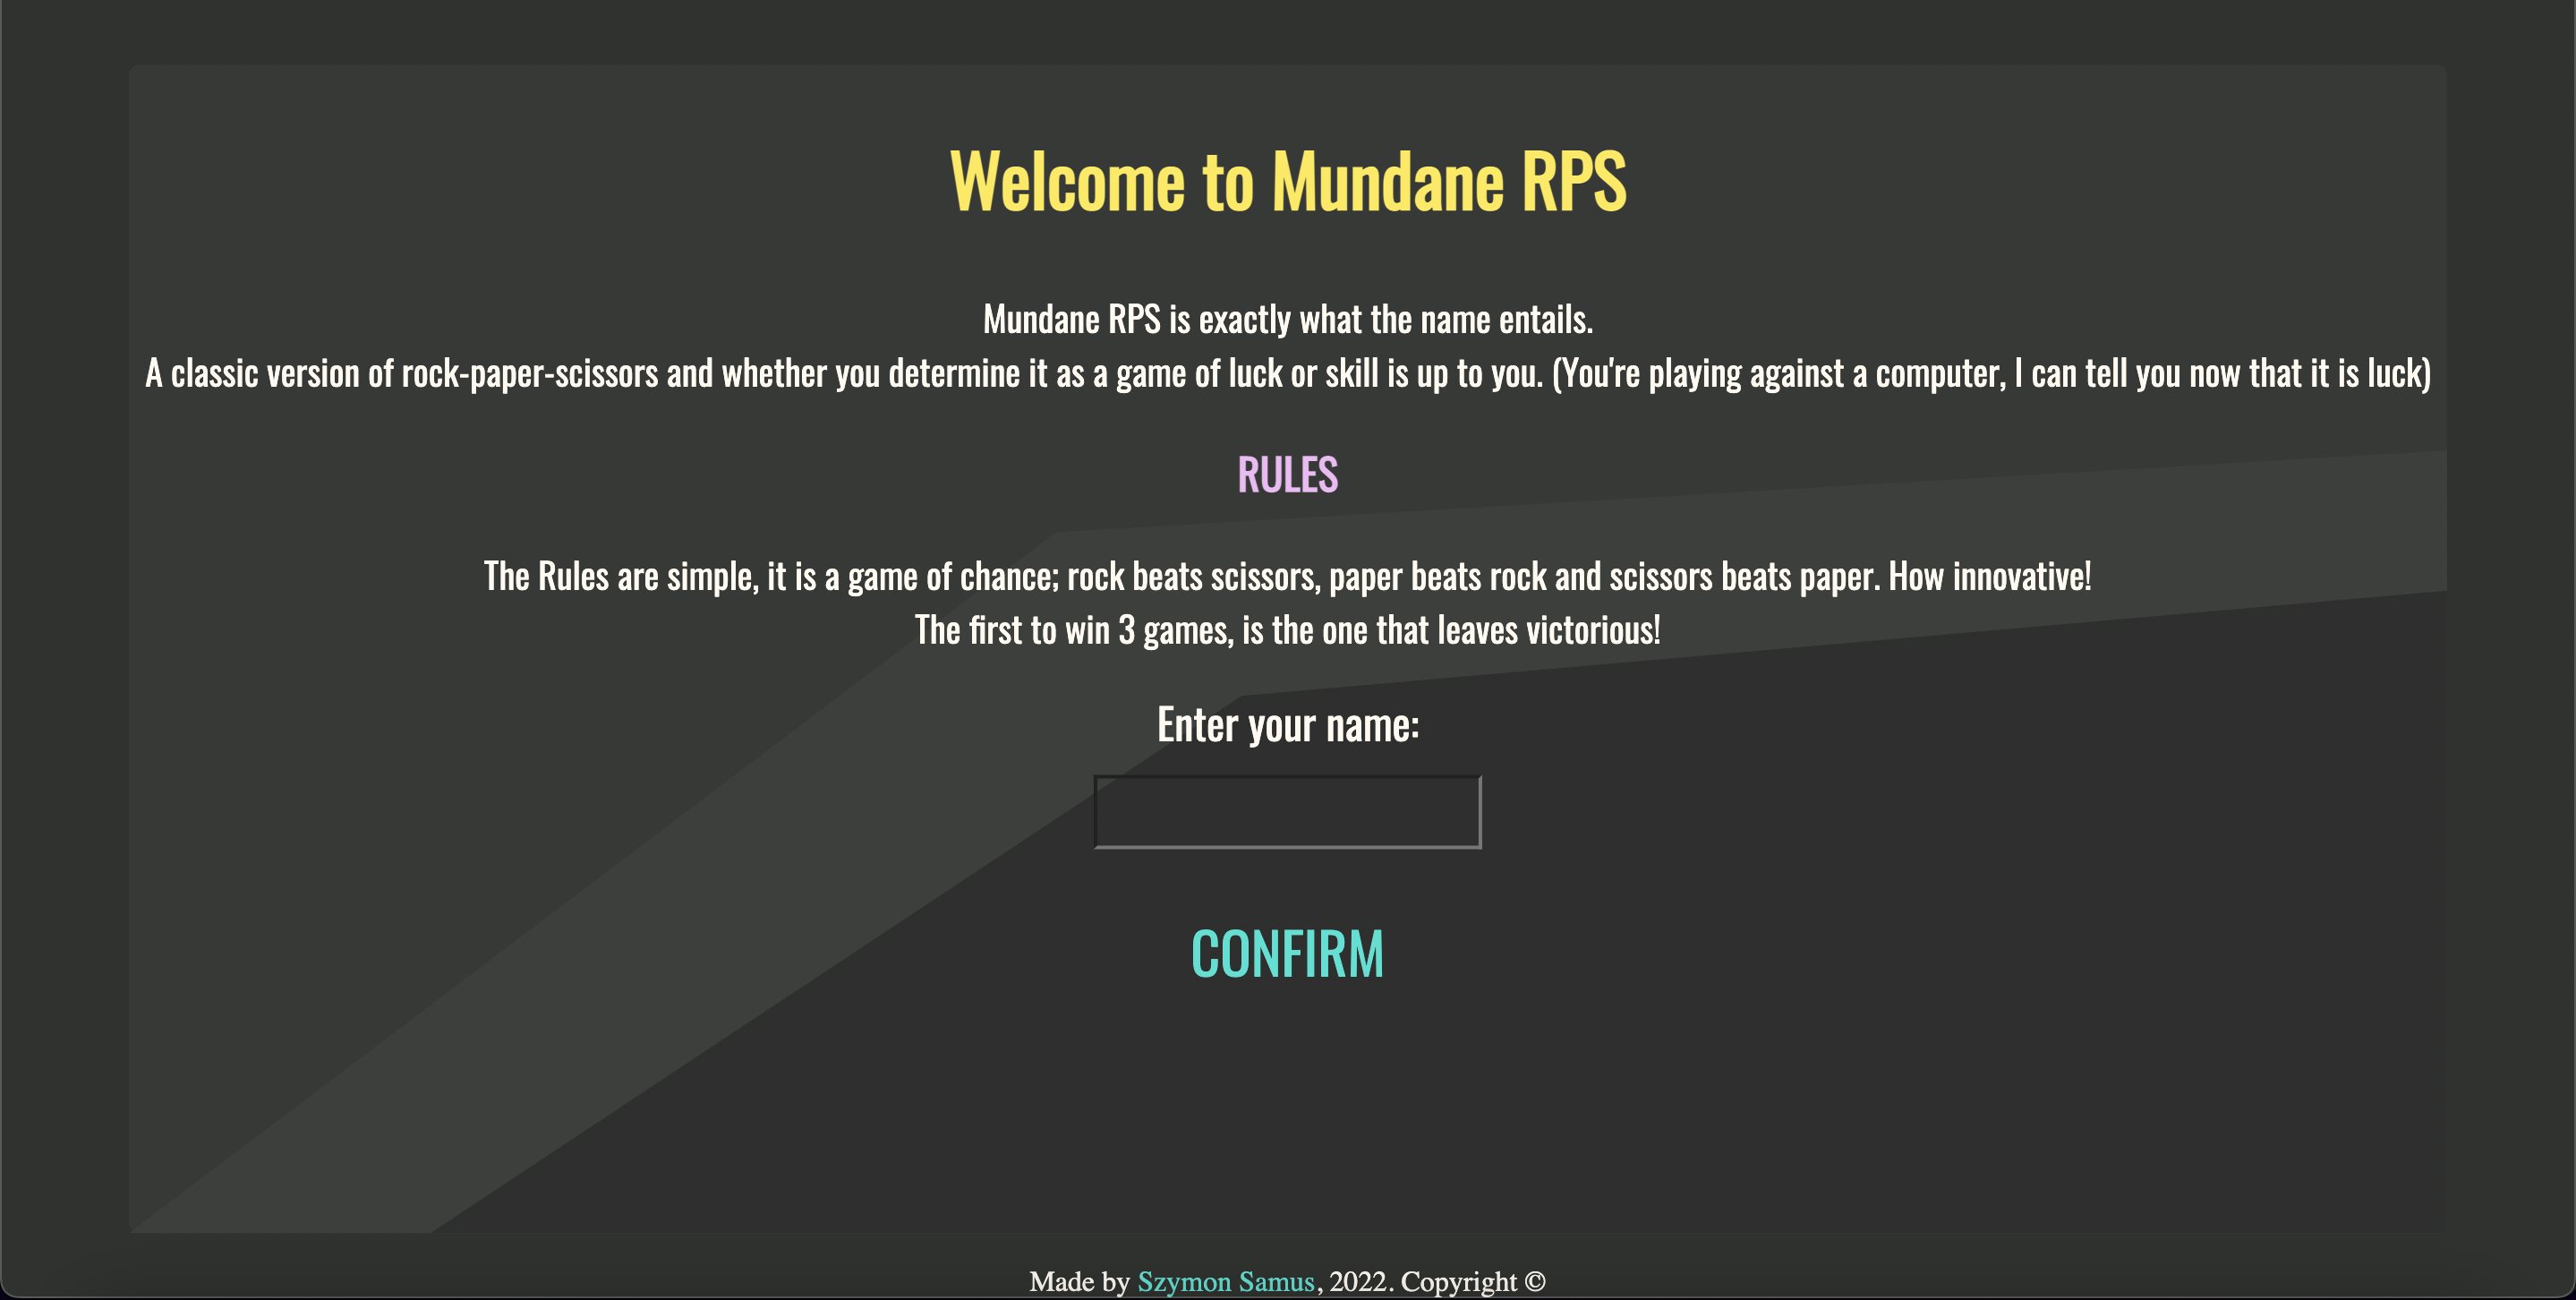 Welcome to Mundane RPS
Mundane RPS is exactly what the name entails.
A classic version of rock-paper-scissors and whether you determine it as a game of luck or skill is up to you. (You're playing against a computer, I can tell you now that it is luck)
RULES
The Rules are simple, it is a game of chance; rock beats scissors, paper beats rock and scissors beats paper. How innovative!
The first to win 3 games, is the one that leaves victorious!
Enter your name:
CONFIRM
Made by Szymon Samus, 2022. Copyright ©